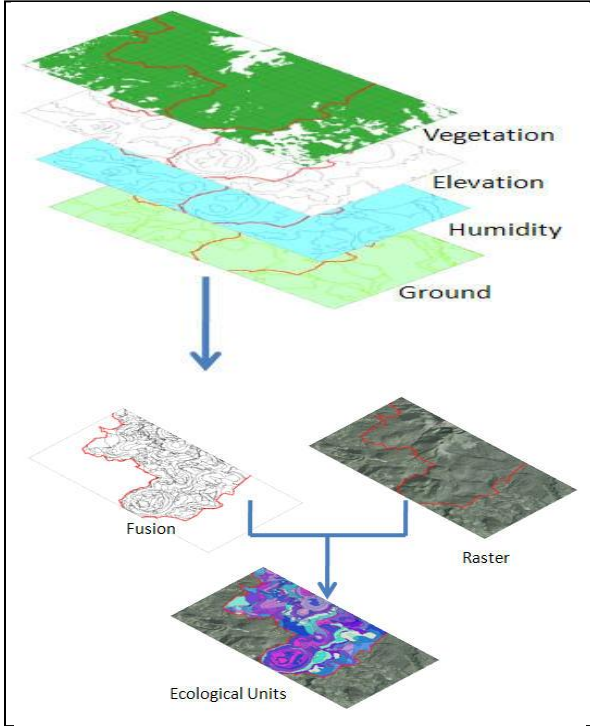 Vegetation
Elevation
Humidity
Ground
Fusion
Raster
Ecological Units